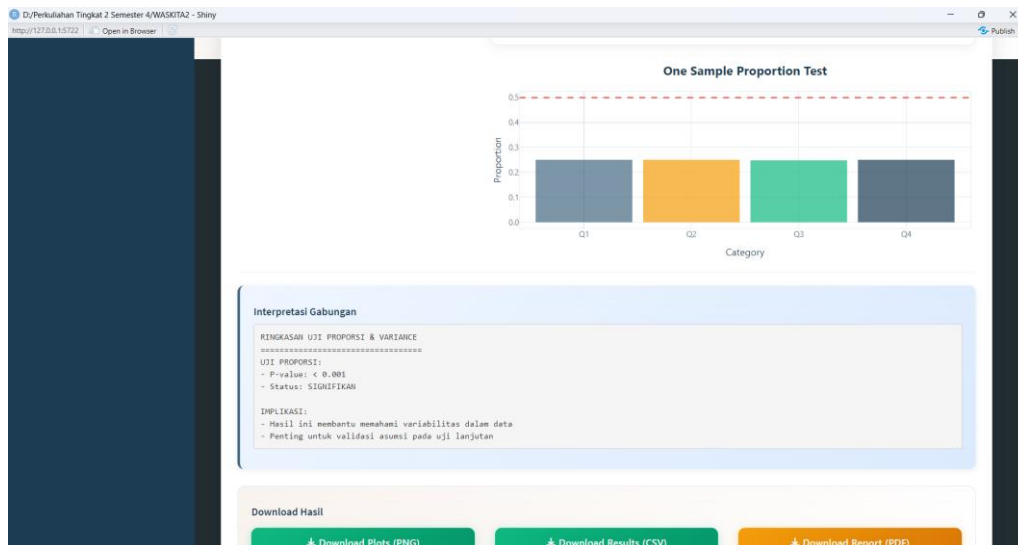 D:/Perkuliahan Tingkat 2 Semester 4/WASKITA2 - Shiny
http://127.0.0.1:5722 Open in Browser Publish
One Sample Proportion Test
0.5
0.4
0.3
0.2
0.1
0.0
Proportion
Q1 Q2 Q3 Q4
Category
Interpretasi Gabungan
RINGKASAN UJI PROPORSI & VARIANCE
==================================
UJI PROPORSI:
- P-value: < 0.001
- Status: SIGNIFIKAN
IMPLIKASI:
- Hasil ini membantu memahami variabilitas dalam data
- Penting untuk validasi asumsi pada uji lanjutan
Download Hasil
Download Plots (PNG) Download Results (CSV) Download Report (PDF)